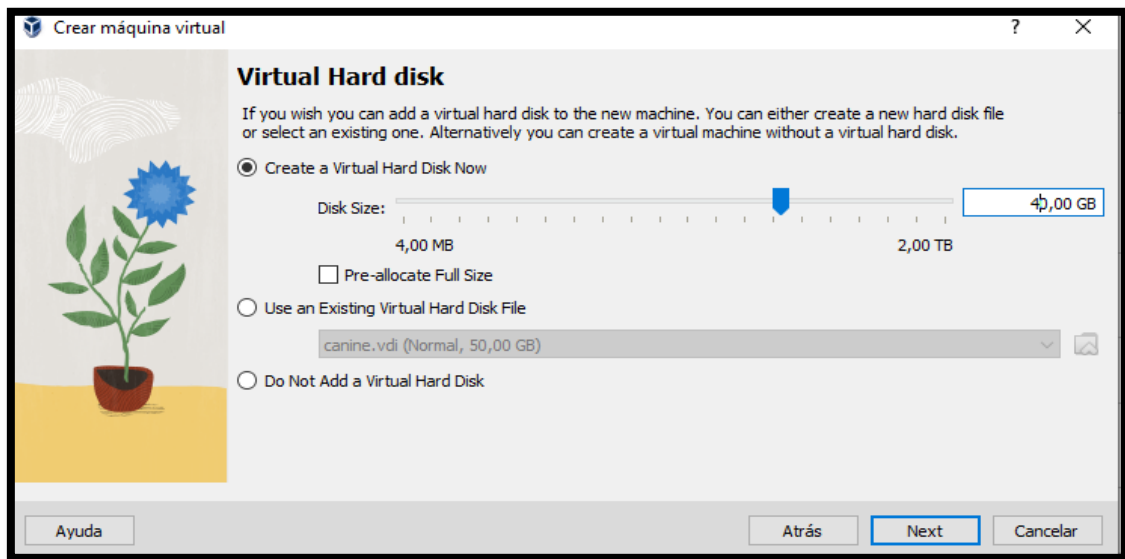 Crear máquina virtual
?
Virtual Hard disk
If you wish you can add a virtual hard disk to the new machine. You can either create a new hard disk file
or select an existing one. Alternatively you can create a virtual machine without a virtual hard disk.
Create a Virtual Hard Disk Now
Disk Size:
40,00 GB
4,00 MB
2,00 TB
Pre-allocate Full Size
Use an Existing Virtual Hard Disk File
canine.vdi (Normal, 50,00 GB)
Do Not Add a Virtual Hard Disk
Ayuda
Atrás
Next
Cancelar